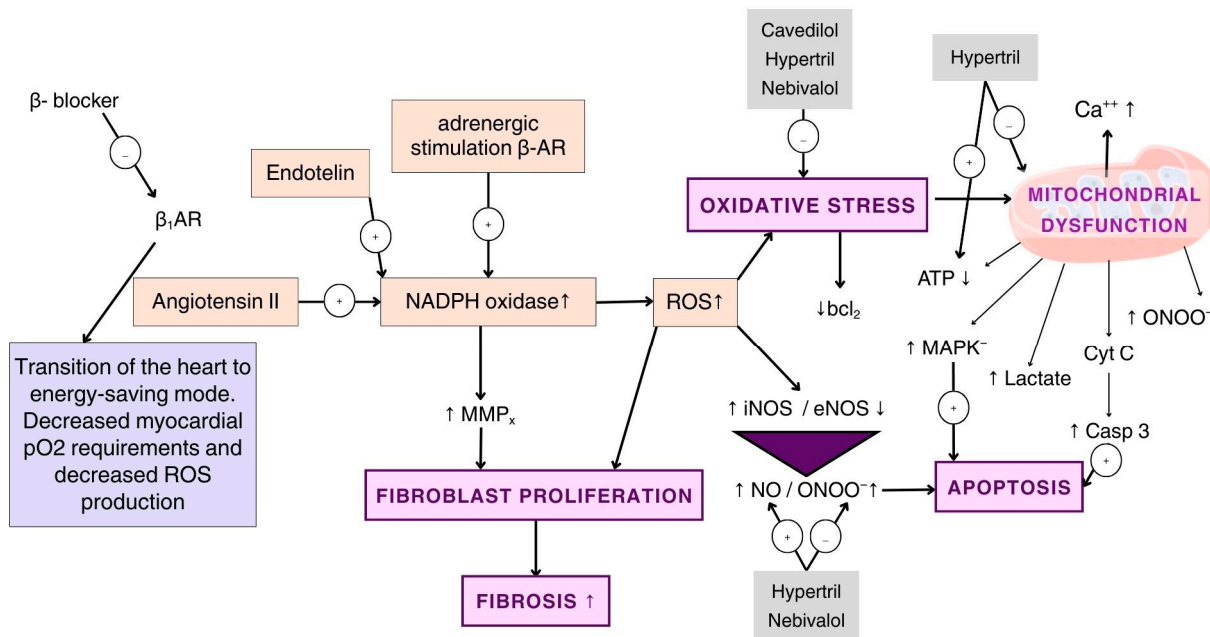 β- blocker
–
β₁AR
Transition of the heart to
energy-saving mode.
Decreased myocardial
pO2 requirements and
decreased ROS
production
Endotelin
+
adrenergic
stimulation β-AR
+
Angiotensin II
+
NADPH oxidase↑
ROS↑
↑ MMPₓ
FIBROBLAST PROLIFERATION
FIBROSIS ↑
Cavedilol
Hypertril
Nebivalol
–
OXIDATIVE STRESS
↓bcl₂
↑ iNOS / eNOS ↓
↑ NO / ONOO⁻↑
+
–
Hypertril
Nebivalol
Hypertril
+
–
Ca⁺⁺ ↑
MITOCHONDRIAL
DYSFUNCTION
ATP ↓
↑ MAPK⁻
+
↑ Lactate
Cyt C
↑ Casp 3
+
↑ ONOO⁻
APOPTOSIS